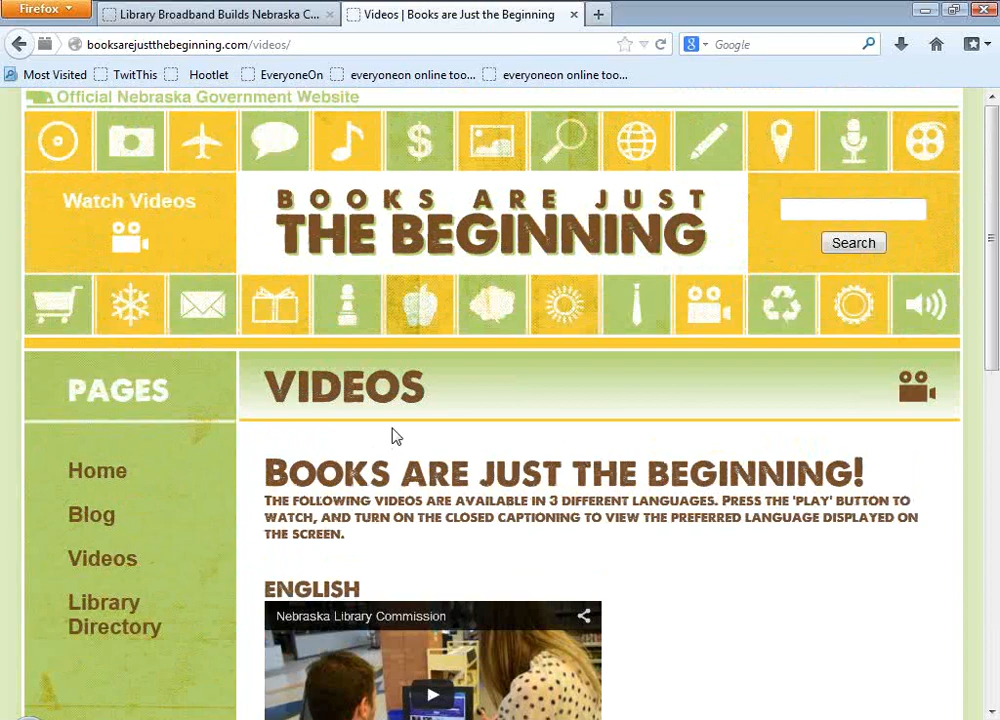 Firefox
Library Broadband Builds Nebraska C...
Videos | Books are Just the Beginning
booksarejustthebeginning.com/videos/
Google
Most Visited
TwitThis
Hootlet
EveryoneOn
everyoneon online too...
everyoneon online too...
Official Nebraska Government Website
Watch Videos
BOOKS ARE JUST
THE BEGINNING
Search
PAGES
VIDEOS
Home
Blog
Videos
Library
Directory
BOOKS ARE JUST THE BEGINNING!
THE FOLLOWING VIDEOS ARE AVAILABLE IN 3 DIFFERENT LANGUAGES. PRESS THE 'PLAY' BUTTON TO
WATCH, AND TURN ON THE CLOSED CAPTIONING TO VIEW THE PREFERRED LANGUAGE DISPLAYED ON
THE SCREEN.
ENGLISH
Nebraska Library Commission